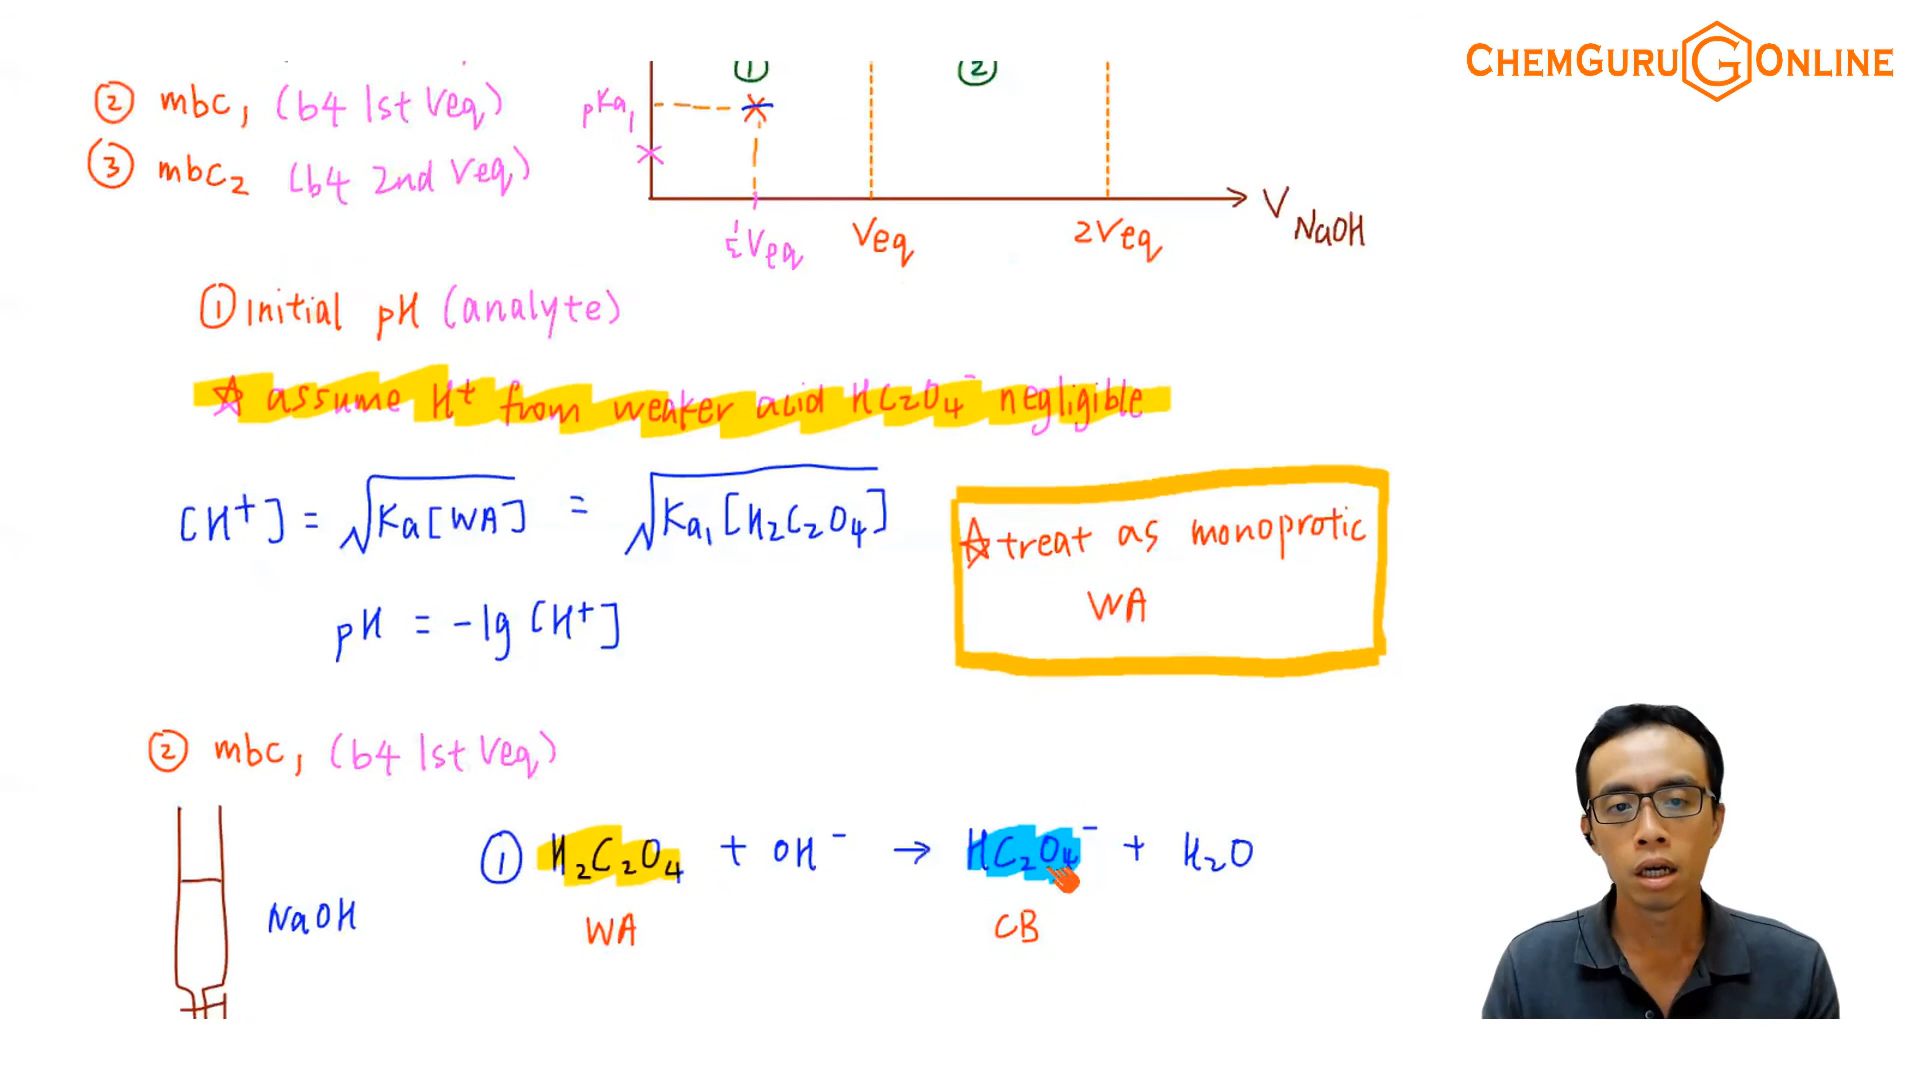 CHEMGURU G ONLINE
① ②
② mbc₁ (b4 1st Veq)
pKa₁
③ mbc₂ (b4 2nd Veq)
½Veq Veq 2Veq
V NaOH
① Initial pH (analyte)
☆ assume H⁺ from weaker acid HC₂O₄⁻ negligible
[H⁺] = √Ka[WA] = √Ka₁[H₂C₂O₄]
☆ treat as monoprotic
WA
pH = -lg [H⁺]
② mbc₁ (b4 1st Veq)
① H₂C₂O₄ + OH⁻ → HC₂O₄⁻ + H₂O
NaOH
WA CB